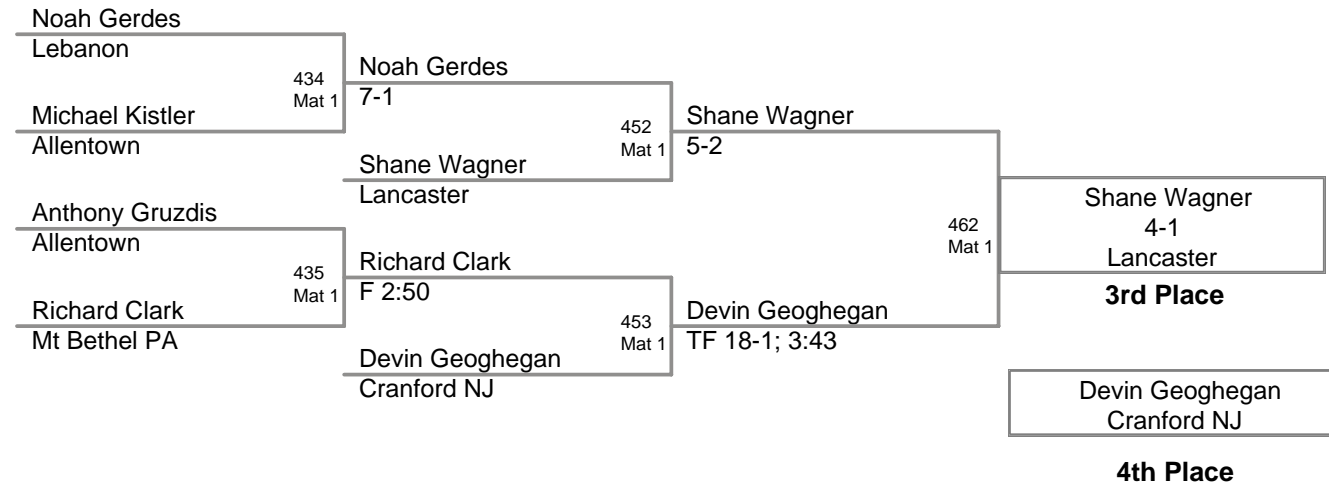 Noah Gerdes
Lebanon
434
Mat 1
Noah Gerdes
7-1
Michael Kistler
Allentown
452
Mat 1
Shane Wagner
5-2
Shane Wagner
Lancaster
Anthony Gruzdis
Allentown
462
Mat 1
Shane Wagner
4-1
Lancaster
3rd Place
435
Mat 1
Richard Clark
F 2:50
Richard Clark
Mt Bethel PA
453
Mat 1
Devin Geoghegan
TF 18-1; 3:43
Devin Geoghegan
Cranford NJ
Devin Geoghegan
Cranford NJ
4th Place